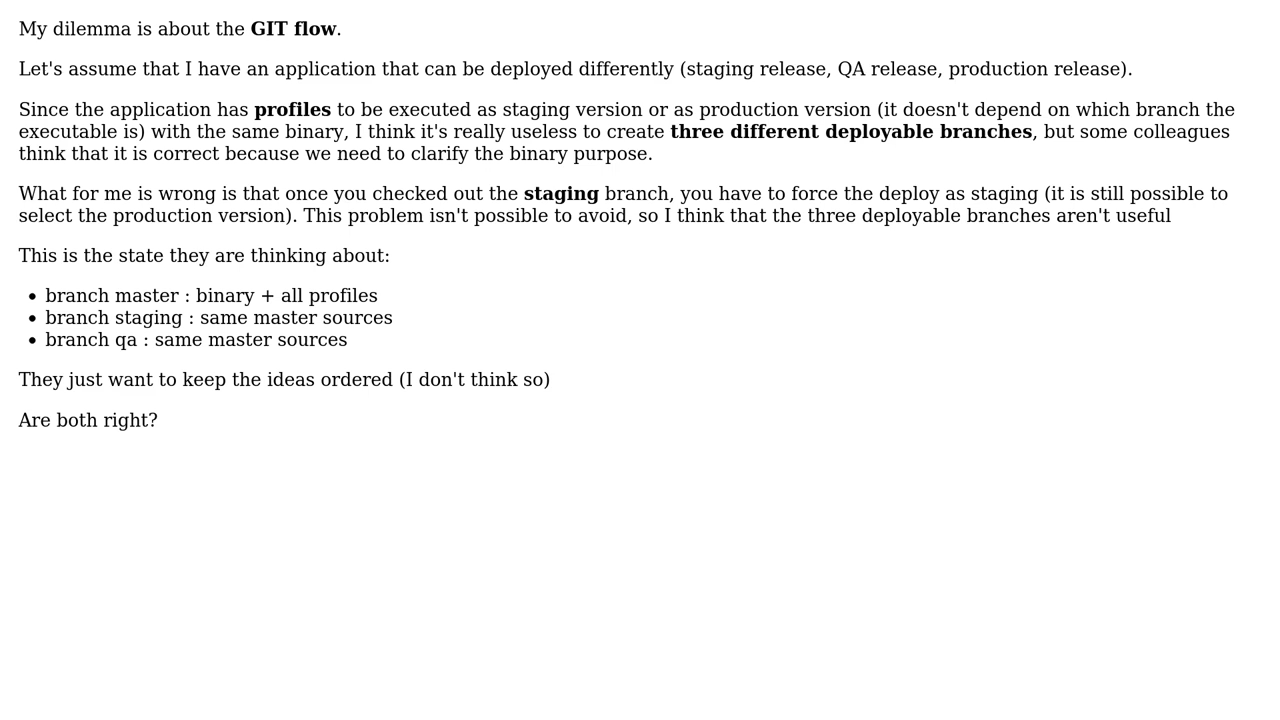 My dilemma is about the GIT flow.
Let's assume that I have an application that can be deployed differently (staging release, QA release, production release).
Since the application has profiles to be executed as staging version or as production version (it doesn't depend on which branch the
executable is) with the same binary, I think it's really useless to create three different deployable branches, but some colleagues
think that it is correct because we need to clarify the binary purpose.
What for me is wrong is that once you checked out the staging branch, you have to force the deploy as staging (it is still possible to
select the production version). This problem isn't possible to avoid, so I think that the three deployable branches aren't useful
This is the state they are thinking about:
• branch master : binary + all profiles
• branch staging : same master sources
• branch qa : same master sources
They just want to keep the ideas ordered (I don't think so)
Are both right?